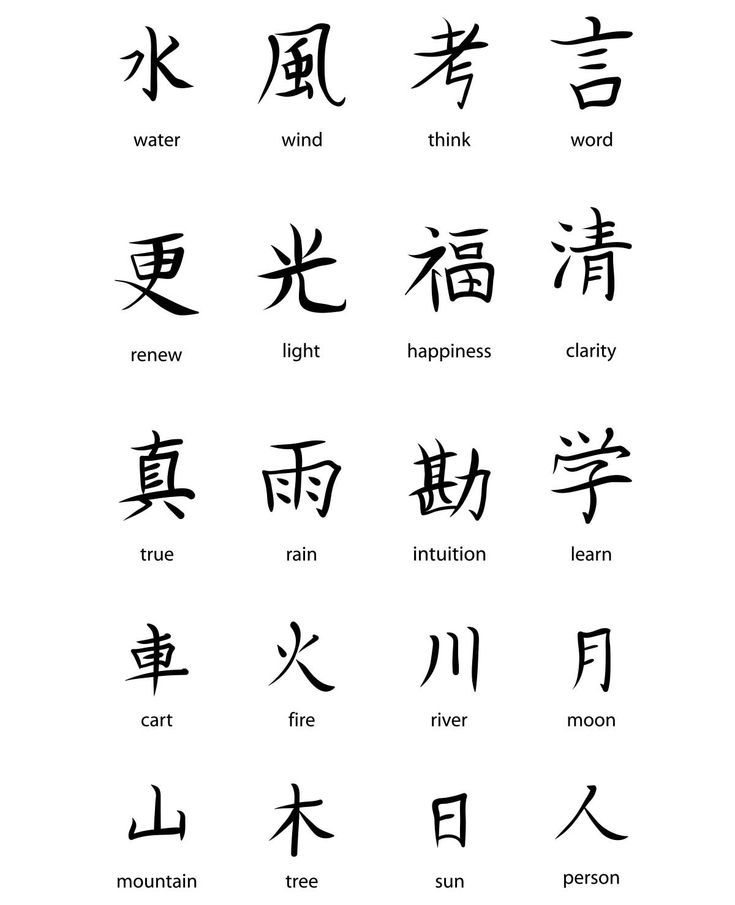 水 風 考 言
water wind think word
更 光 福 清
renew light happiness clarity
真 雨 勘 学
true rain intuition learn
車 火 川 月
cart fire river moon
山 木 日 人
mountain tree sun person